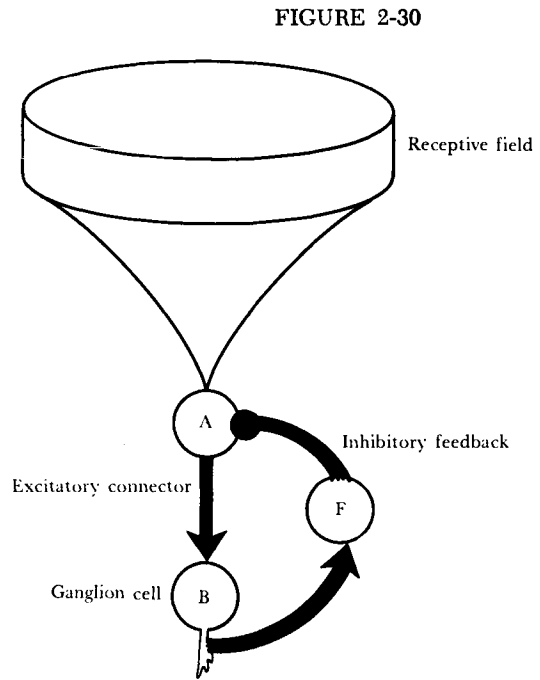 FIGURE 2-30
Receptive field
A
Inhibitory feedback
Excitatory connector
F
Ganglion cell
B